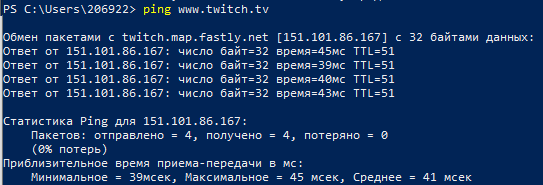 PS C:\Users\206922> ping www.twitch.tv
Обмен пакетами с twitch.map.fastly.net [151.101.86.167] с 32 байтами данных:
Ответ от 151.101.86.167: число байт=32 время=45мс TTL=51
Ответ от 151.101.86.167: число байт=32 время=39мс TTL=51
Ответ от 151.101.86.167: число байт=32 время=40мс TTL=51
Ответ от 151.101.86.167: число байт=32 время=43мс TTL=51
Статистика Ping для 151.101.86.167:
Пакетов: отправлено = 4, получено = 4, потеряно = 0
(0% потерь)
Приблизительное время приема-передачи в мс:
Минимальное = 39мсек, Максимальное = 45 мсек, Среднее = 41 мсек